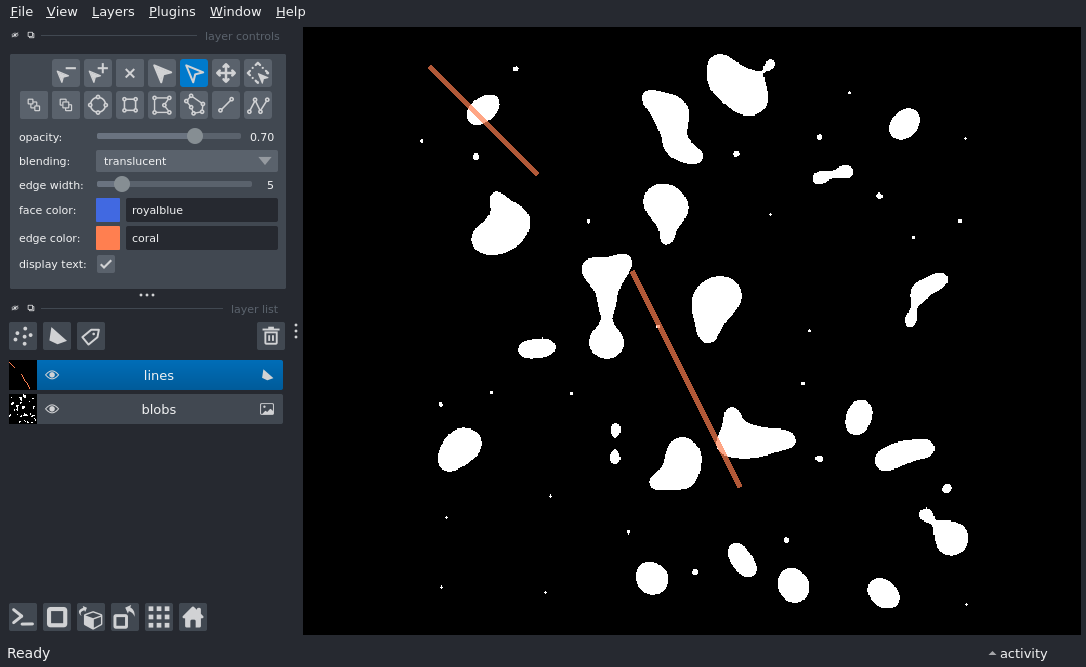 File View Layers Plugins Window Help
layer controls
opacity: 0.70
blending: translucent
edge width: 5
face color: royalblue
edge color: coral
display text:
layer list
lines
blobs
Ready activity